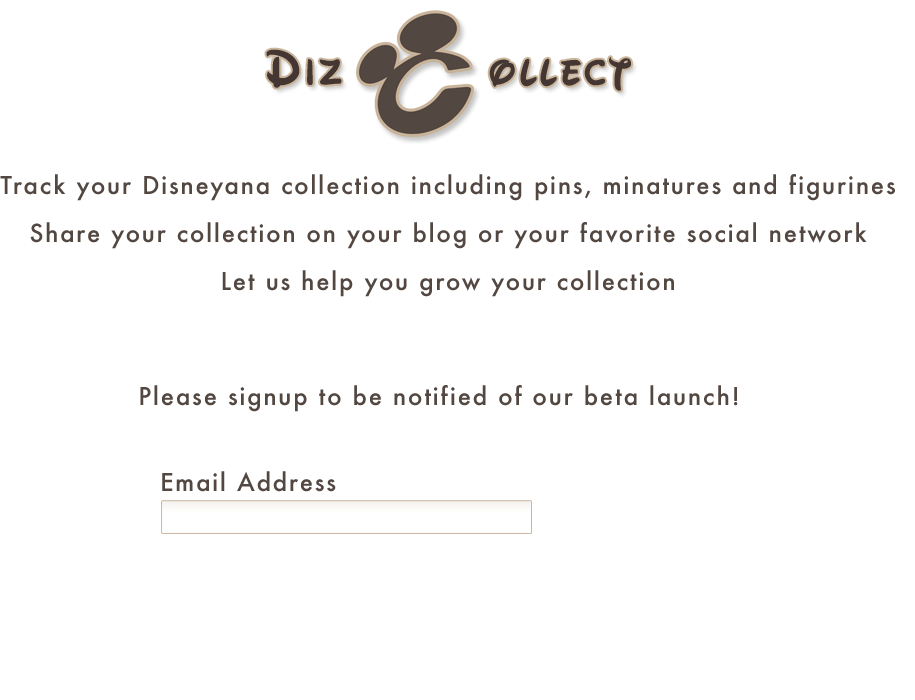 Diz Collect
Track your Disneyana collection including pins, minatures and figurines
Share your collection on your blog or your favorite social network
Let us help you grow your collection
Please signup to be notified of our beta launch!
Email Address